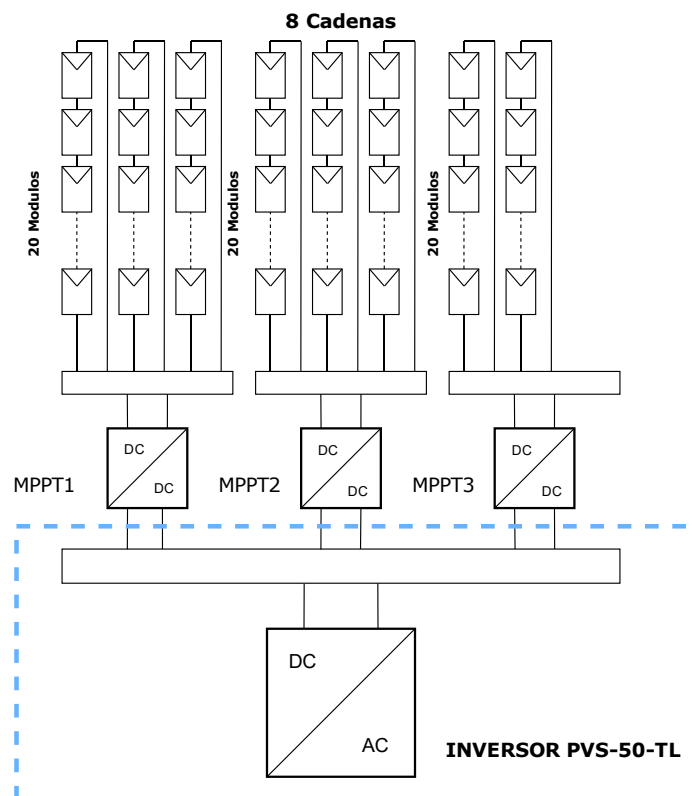 8 Cadenas
20 Modulos
20 Modulos
20 Modulos
DC
DC
MPPT1
DC
DC
MPPT2
DC
DC
MPPT3
DC
AC
INVERSOR PVS-50-TL